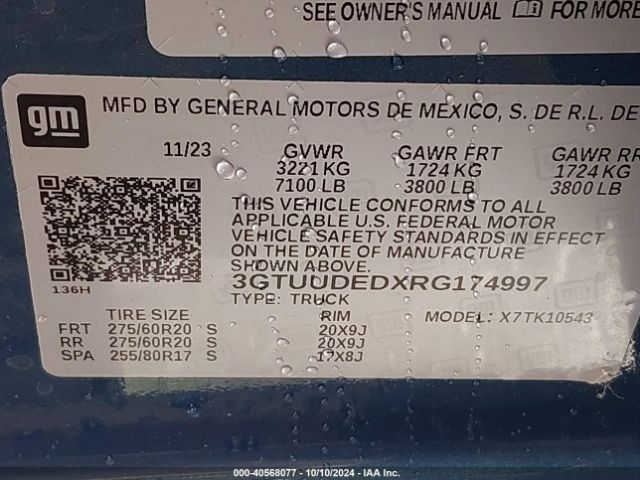 SEE OWNER'S MANUAL FOR MORE
gm
MFD BY GENERAL MOTORS DE MEXICO, S. DE R.L. DE
11/23 GVWR GAWR FRT GAWR RR
3221 KG 1724 KG 1724 KG
7100 LB 3800 LB 3800 LB
THIS VEHICLE CONFORMS TO ALL
APPLICABLE U.S. FEDERAL MOTOR
VEHICLE SAFETY STANDARDS IN EFFECT
ON THE DATE OF MANUFACTURE
SHOWN ABOVE.
3GTUUDEDXRG174997
136H
TYPE: TRUCK
TIRE SIZE RIM MODEL: X7TK10543
FRT 275/60R20 S 20X9J
RR 275/60R20 S 20X9J
SPA 255/80R17 S 17X8J
000-40568077 - 10/10/2024 - IAA Inc.